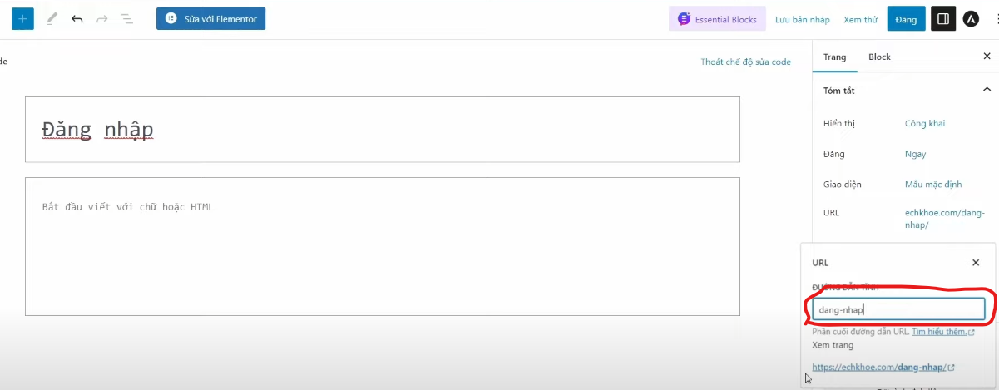 Sửa với Elementor
Essential Blocks
Lưu bản nháp
Xem thử
Đăng
de
Thoát chế độ sửa code
Trang
Block
Tóm tắt
Đăng nhập
Hiển thị
Công khai
Đăng
Ngay
Giao diện
Mẫu mặc định
Bắt đầu viết với chữ hoặc HTML
URL
echkhoe.com/dang-
nhap/
URL
ĐƯỜNG DẪN TĨNH
dang-nhap
Phần cuối đường dẫn URL. Tìm hiểu thêm.
Xem trang
https://echkhoe.com/dang-nhap/